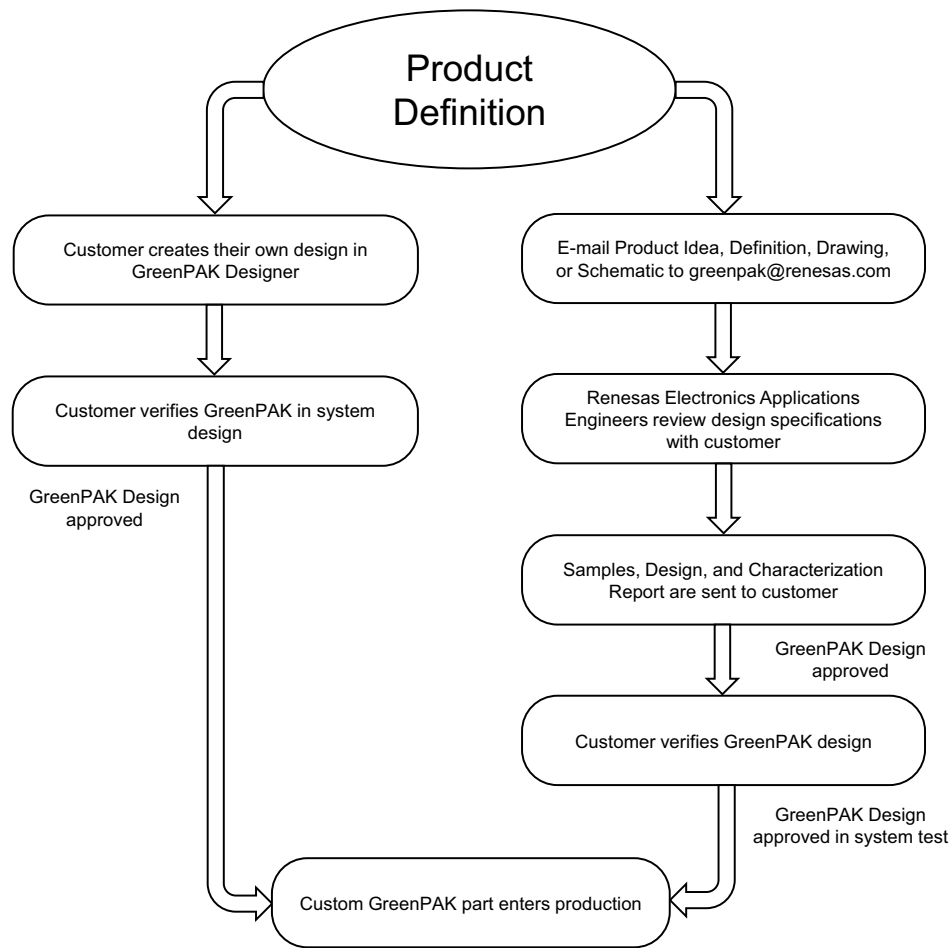 Product
Definition
Customer creates their own design in
GreenPAK Designer
Customer verifies GreenPAK in system
design
GreenPAK Design
approved
E-mail Product Idea, Definition, Drawing,
or Schematic to greenpak@renesas.com
Renesas Electronics Applications
Engineers review design specifications
with customer
Samples, Design, and Characterization
Report are sent to customer
GreenPAK Design
approved
Customer verifies GreenPAK design
GreenPAK Design
approved in system test
Custom GreenPAK part enters production